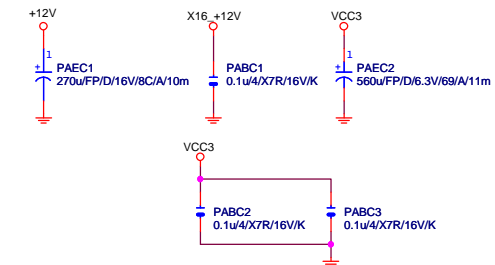 +12V
X16_+12V
VCC3
1
+
PAEC1
270u/FP/D/16V/8C/A/10m
PABC1
0.1u/4/X7R/16V/K
1
+
PAEC2
560u/FP/D/6.3V/69/A/11m
VCC3
PABC2
0.1u/4/X7R/16V/K
PABC3
0.1u/4/X7R/16V/K